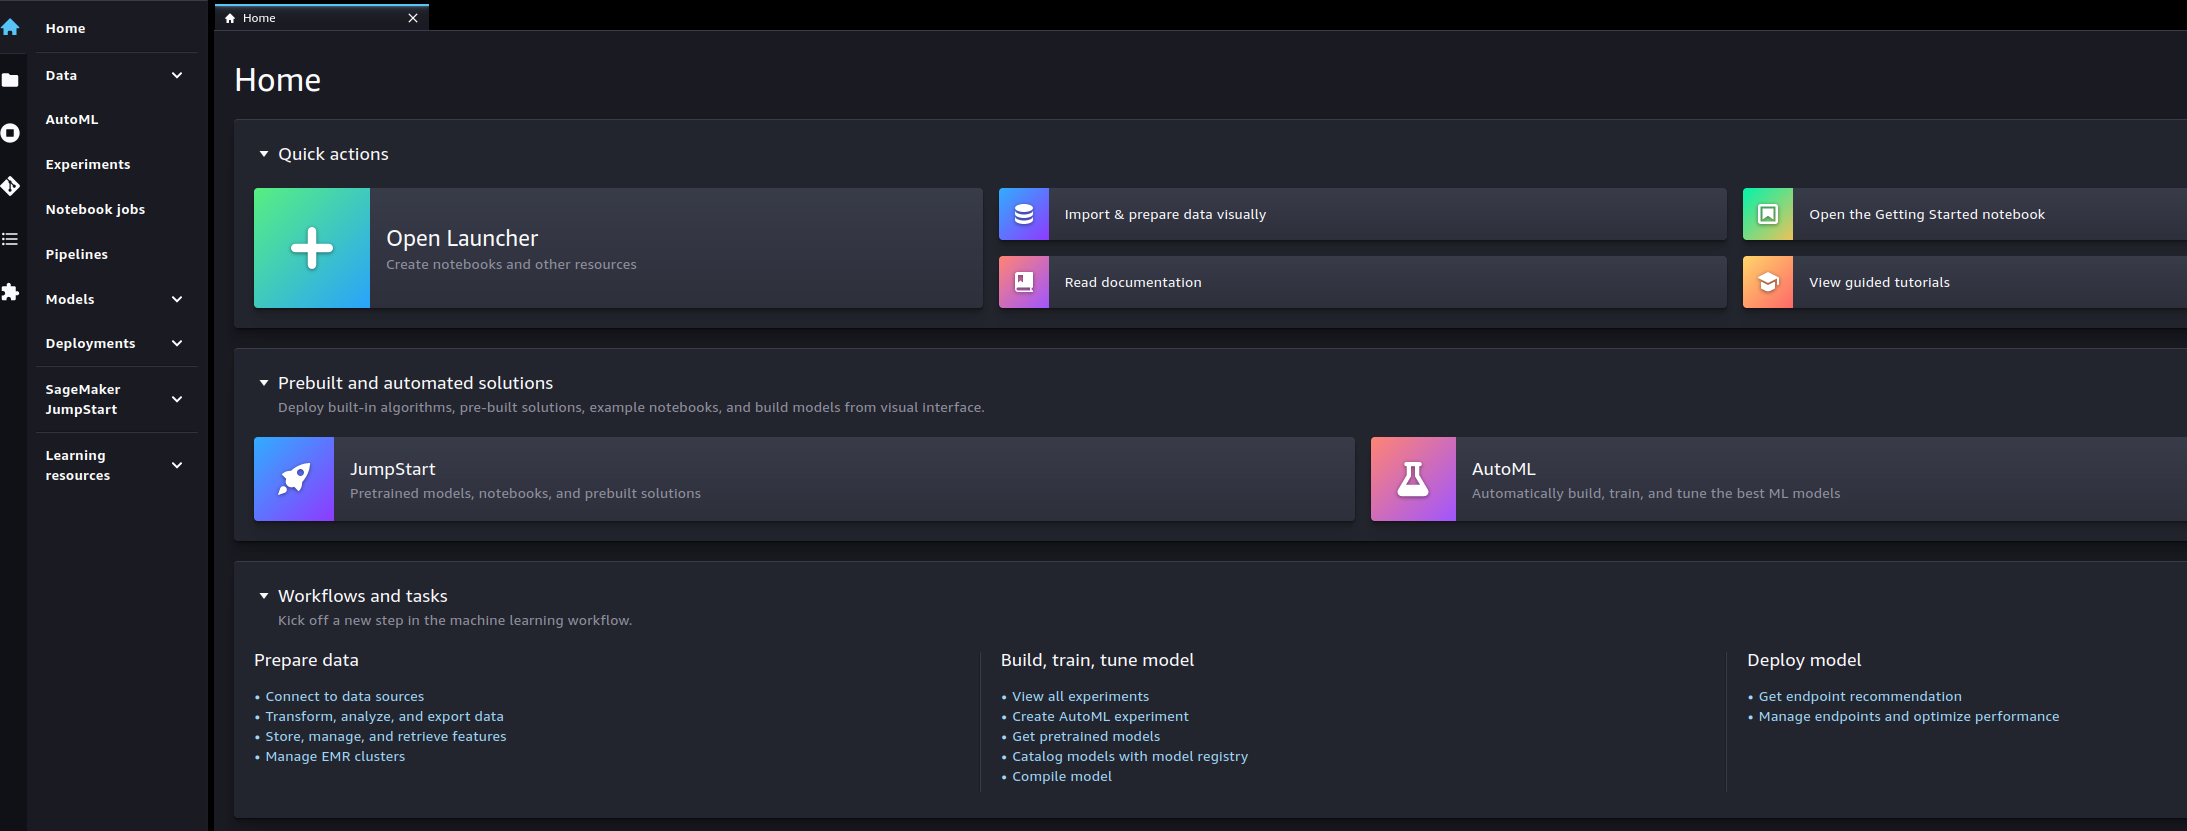 Home
Data
AutoML
Experiments
Notebook jobs
Pipelines
Models
Deployments
SageMaker
JumpStart
Learning
resources
Home
Home
Quick actions
Open Launcher
Create notebooks and other resources
Import & prepare data visually
Open the Getting Started notebook
Read documentation
View guided tutorials
Prebuilt and automated solutions
Deploy built-in algorithms, pre-built solutions, example notebooks, and build models from visual interface.
JumpStart
Pretrained models, notebooks, and prebuilt solutions
AutoML
Automatically build, train, and tune the best ML models
Workflows and tasks
Kick off a new step in the machine learning workflow.
Prepare data
• Connect to data sources
• Transform, analyze, and export data
• Store, manage, and retrieve features
• Manage EMR clusters
Build, train, tune model
• View all experiments
• Create AutoML experiment
• Get pretrained models
• Catalog models with model registry
• Compile model
Deploy model
• Get endpoint recommendation
• Manage endpoints and optimize performance